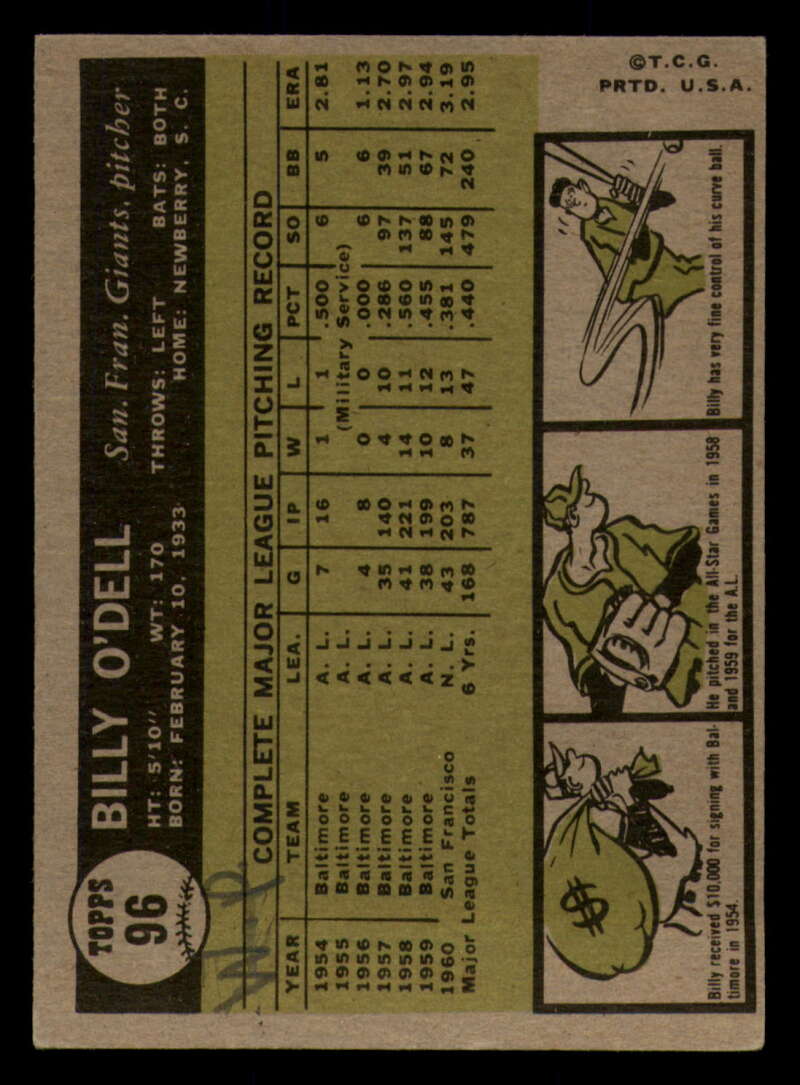 TOPPS
96
BILLY O'DELL San. Fran. Giants, pitcher
HT: 5'10" WT: 170 THROWS: LEFT BATS: BOTH
BORN: FEBRUARY 10, 1933 HOME: NEWBERRY, S. C.
COMPLETE MAJOR LEAGUE PITCHING RECORD
YEAR TEAM LEA. G IP W L PCT SO BB ERA
1954 Baltimore A. L. 7 16 1 1 .500 6 5 2.81
1955 Baltimore A. L. (Military Service)
1956 Baltimore A. L. 4 8 0 0 .000 6 6 1.13
1957 Baltimore A. L. 35 140 4 10 .286 97 39 2.70
1958 Baltimore A. L. 41 221 14 11 .560 137 51 2.97
1959 Baltimore A. L. 38 199 10 12 .455 88 67 2.94
1960 San Francisco N. L. 43 203 8 13 .381 145 72 3.19
Major League Totals 6 Yrs. 168 787 37 47 .440 479 240 2.95
$
Billy received $10,000 for signing with Bal-
timore in 1954.
He pitched in the All-Star Games in 1958
and 1959 for the A.L.
Billy has very fine control of his curve ball.
©T.C.G.
PRTD. U.S.A.